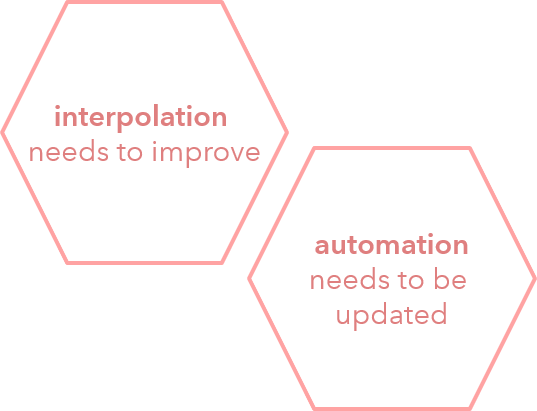 interpolation
needs to improve
automation
needs to be
updated